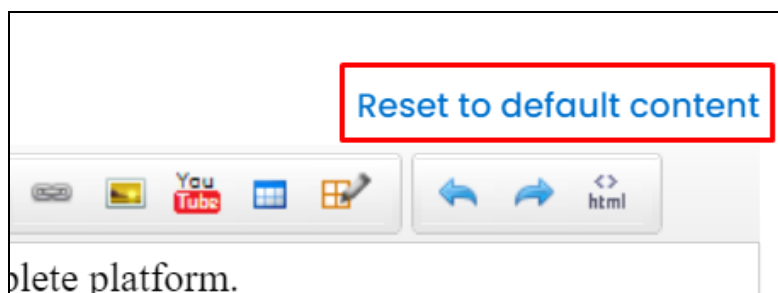 Reset to default content
You
Tube
<>
html
plete platform.